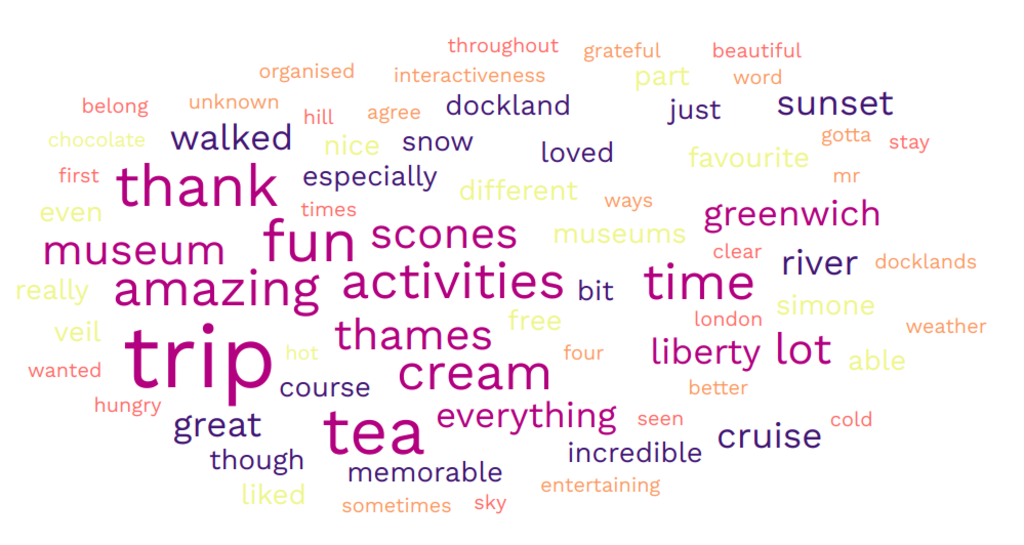 throughout grateful beautiful
organised interactiveness part word
belong unknown hill agree dockland just sunset
chocolate walked nice snow loved favourite gotta stay
first thank especially different ways mr
even times museums greenwich
museum fun scones clear river docklands
really amazing activities bit time simone
veil trip thames free london weather
wanted hot cream four liberty lot able
hungry course better
great tea everything seen cruise cold
though memorable incredible
liked sometimes sky entertaining